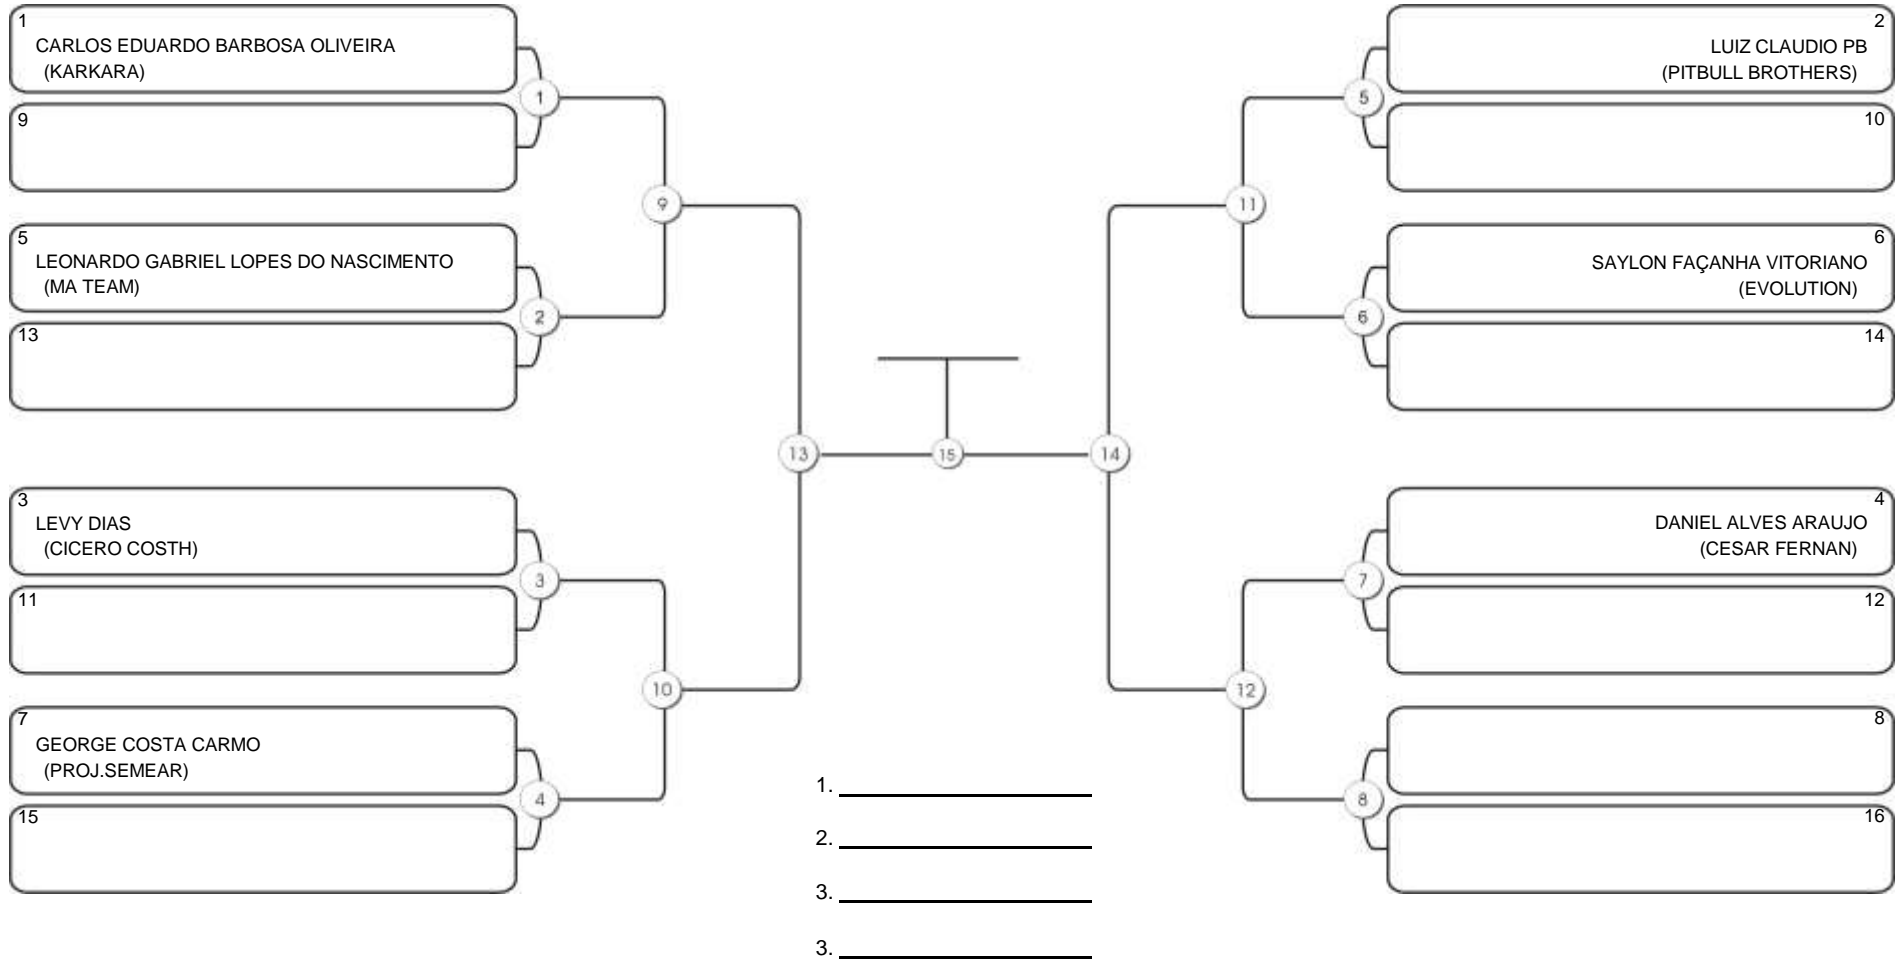 1
CARLOS EDUARDO BARBOSA OLIVEIRA
(KARKARA)
1
9
9
5
LEONARDO GABRIEL LOPES DO NASCIMENTO
(MA TEAM)
2
13
13
3
LEVY DIAS
(CICERO COSTH)
3
11
10
7
GEORGE COSTA CARMO
(PROJ.SEMEAR)
4
15
15
2
LUIZ CLAUDIO PB
(PITBULL BROTHERS)
5
10
11
6
SAYLON FAÇANHA VITORIANO
(EVOLUTION)
6
14
14
4
DANIEL ALVES ARAUJO
(CESAR FERNAN)
7
12
12
8
8
16
1.
2.
3.
3.